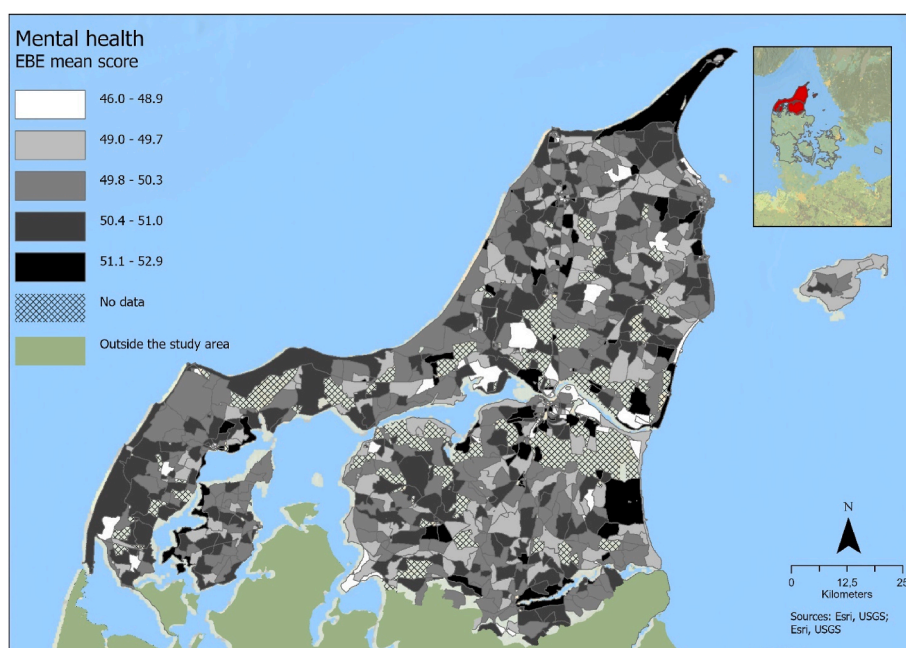 Mental health
EBE mean score
46.0 - 48.9
49.0 - 49.7
49.8 - 50.3
50.4 - 51.0
51.1 - 52.9
No data
Outside the study area
N
0 12,5 25
Kilometers
Sources: Esri, USGS;
Esri, USGS